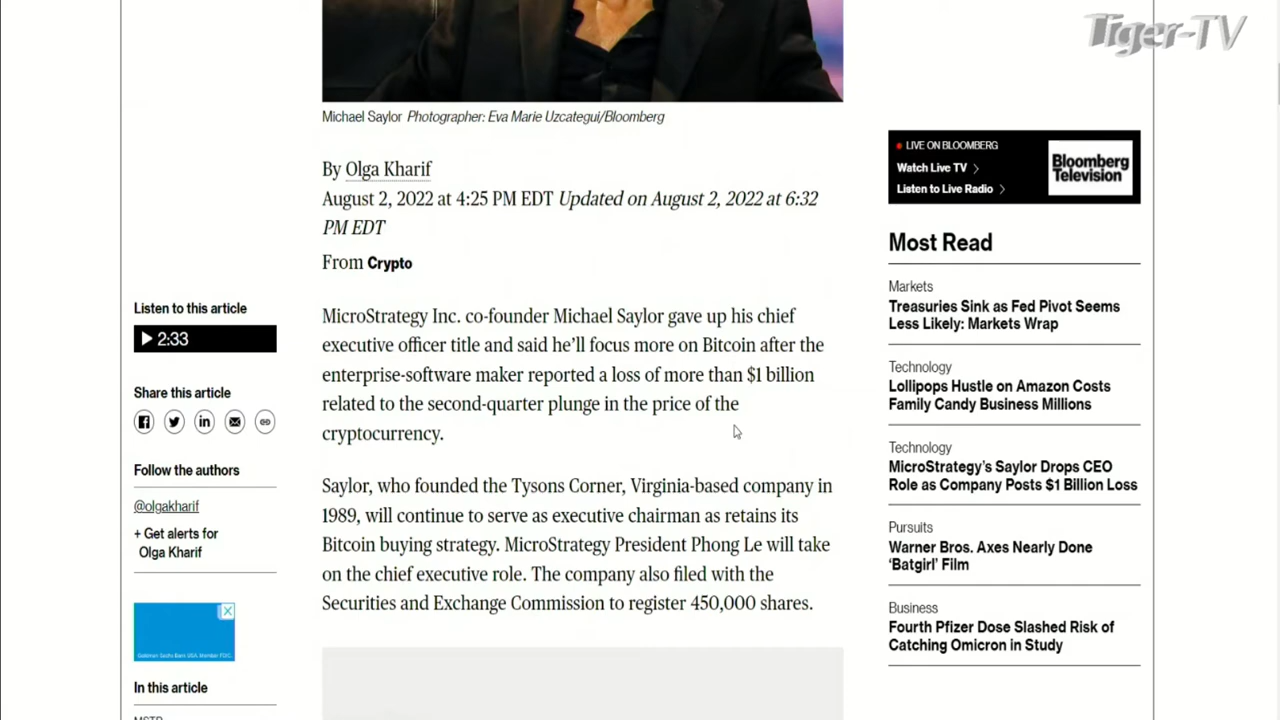 Tiger-TV
Michael Saylor Photographer: Eva Marie Uzcategui/Bloomberg
By Olga Kharif
August 2, 2022 at 4:25 PM EDT Updated on August 2, 2022 at 6:32
PM EDT
From Crypto
Listen to this article
2:33
Share this article
Follow the authors
@olgakharif
+ Get alerts for
Olga Kharif
In this article
MicroStrategy Inc. co-founder Michael Saylor gave up his chief
executive officer title and said he'll focus more on Bitcoin after the
enterprise-software maker reported a loss of more than $1 billion
related to the second-quarter plunge in the price of the
cryptocurrency.
Saylor, who founded the Tysons Corner, Virginia-based company in
1989, will continue to serve as executive chairman as retains its
Bitcoin buying strategy. MicroStrategy President Phong Le will take
on the chief executive role. The company also filed with the
Securities and Exchange Commission to register 450,000 shares.
LIVE ON BLOOMBERG
Watch Live TV
Listen to Live Radio
Bloomberg
Television
Most Read
Markets
Treasuries Sink as Fed Pivot Seems
Less Likely: Markets Wrap
Technology
Lollipops Hustle on Amazon Costs
Family Candy Business Millions
Technology
MicroStrategy's Saylor Drops CEO
Role as Company Posts $1 Billion Loss
Pursuits
Warner Bros. Axes Nearly Done
'Batgirl' Film
Business
Fourth Pfizer Dose Slashed Risk of
Catching Omicron in Study